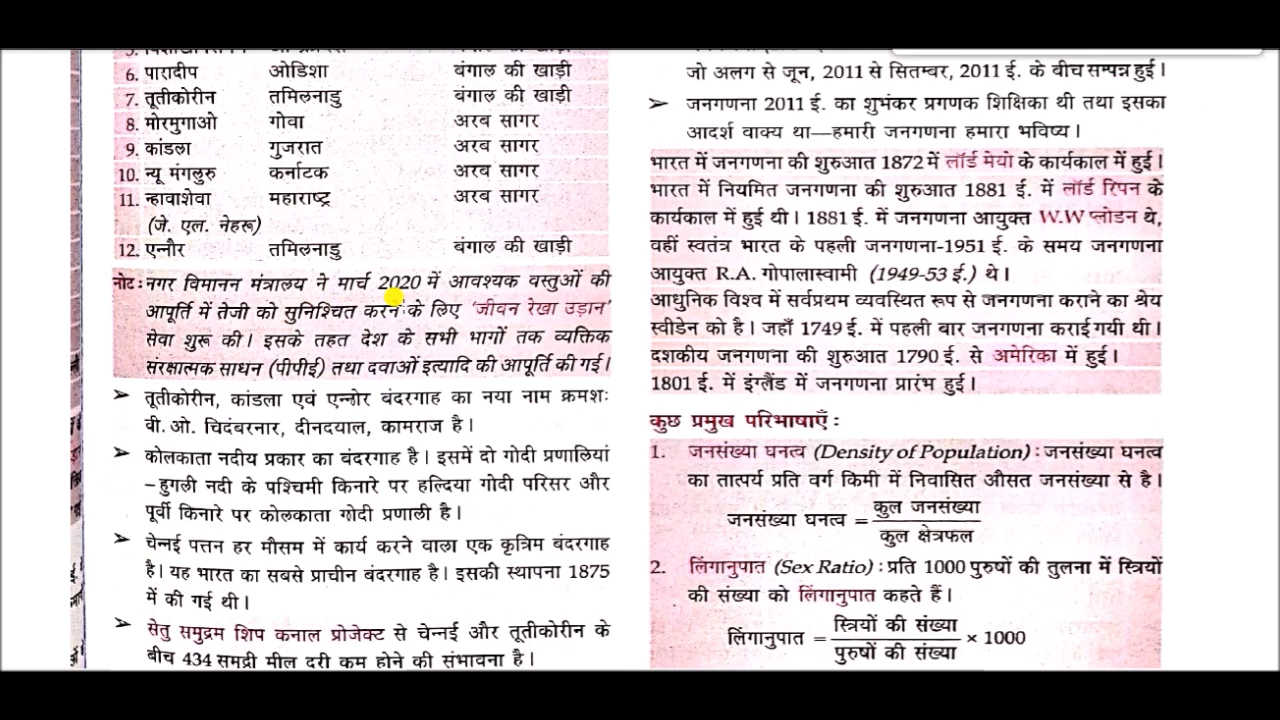 6. पारादीप ओडिशा बंगाल की खाड़ी
7. तूतीकोरीन तमिलनाडु बंगाल की खाड़ी
8. मोरमुगाओ गोवा अरब सागर
9. कांडला गुजरात अरब सागर
10. न्यू मंगलुरु कर्नाटक अरब सागर
11. न्हावाशेवा महाराष्ट्र अरब सागर
(जे. एल. नेहरू)
12. एन्नौर तमिलनाडु बंगाल की खाड़ी
नोट : नगर विमानन मंत्रालय ने मार्च 2020 में आवश्यक वस्तुओं की
आपूर्ति में तेजी को सुनिश्चित करने के लिए 'जीवन रेखा उड़ान'
सेवा शुरू की। इसके तहत देश के सभी भागों तक व्यक्तिक
संरक्षात्मक साधन (पीपीई) तथा दवाओं इत्यादि की आपूर्ति की गई।
➢ तूतीकोरीन, कांडला एवं एन्नोर बंदरगाह का नया नाम क्रमशः
वी. ओ. चिदंबरनार, दीनदयाल, कामराज है।
➢ कोलकाता नदीय प्रकार का बंदरगाह है। इसमें दो गोदी प्रणालियां
–हुगली नदी के पश्चिमी किनारे पर हल्दिया गोदी परिसर और
पूर्वी किनारे पर कोलकाता गोदी प्रणाली है।
➢ चेन्नई पत्तन हर मौसम में कार्य करने वाला एक कृत्रिम बंदरगाह
है। यह भारत का सबसे प्राचीन बंदरगाह है। इसकी स्थापना 1875
में की गई थी।
➢ सेतु समुद्रम शिप कनाल प्रोजेक्ट से चेन्नई और तूतीकोरीन के
बीच 434 समुद्री मील दूरी कम होने की संभावना है।
जो अलग से जून, 2011 से सितम्बर, 2011 ई. के बीच सम्पन्न हुई।
➢ जनगणना 2011 ई. का शुभंकर प्रगणक शिक्षिका थी तथा इसका
आदर्श वाक्य था—हमारी जनगणना हमारा भविष्य।
भारत में जनगणना की शुरुआत 1872 में लॉर्ड मेयो के कार्यकाल में हुई।
भारत में नियमित जनगणना की शुरुआत 1881 ई. में लॉर्ड रिपन के
कार्यकाल में हुई थी। 1881 ई. में जनगणना आयुक्त W.W प्लोडन थे,
वहीं स्वतंत्र भारत के पहली जनगणना-1951 ई. के समय जनगणना
आयुक्त R.A. गोपालास्वामी (1949-53 ई.) थे।
आधुनिक विश्व में सर्वप्रथम व्यवस्थित रूप से जनगणना कराने का श्रेय
स्वीडेन को है। जहाँ 1749 ई. में पहली बार जनगणना कराई गयी थी।
दशकीय जनगणना की शुरुआत 1790 ई. से अमेरिका में हुई।
1801 ई. में इंग्लैंड में जनगणना प्रारंभ हुई।
कुछ प्रमुख परिभाषाएँ :
1. जनसंख्या घनत्व (Density of Population) : जनसंख्या घनत्व
का तात्पर्य प्रति वर्ग किमी में निवासित औसत जनसंख्या से है।
जनसंख्या घनत्व = कुल जनसंख्या
कुल क्षेत्रफल
2. लिंगानुपात (Sex Ratio) : प्रति 1000 पुरुषों की तुलना में स्त्रियों
की संख्या को लिंगानुपात कहते हैं।
लिंगानुपात = स्त्रियों की संख्या × 1000
पुरुषों की संख्या